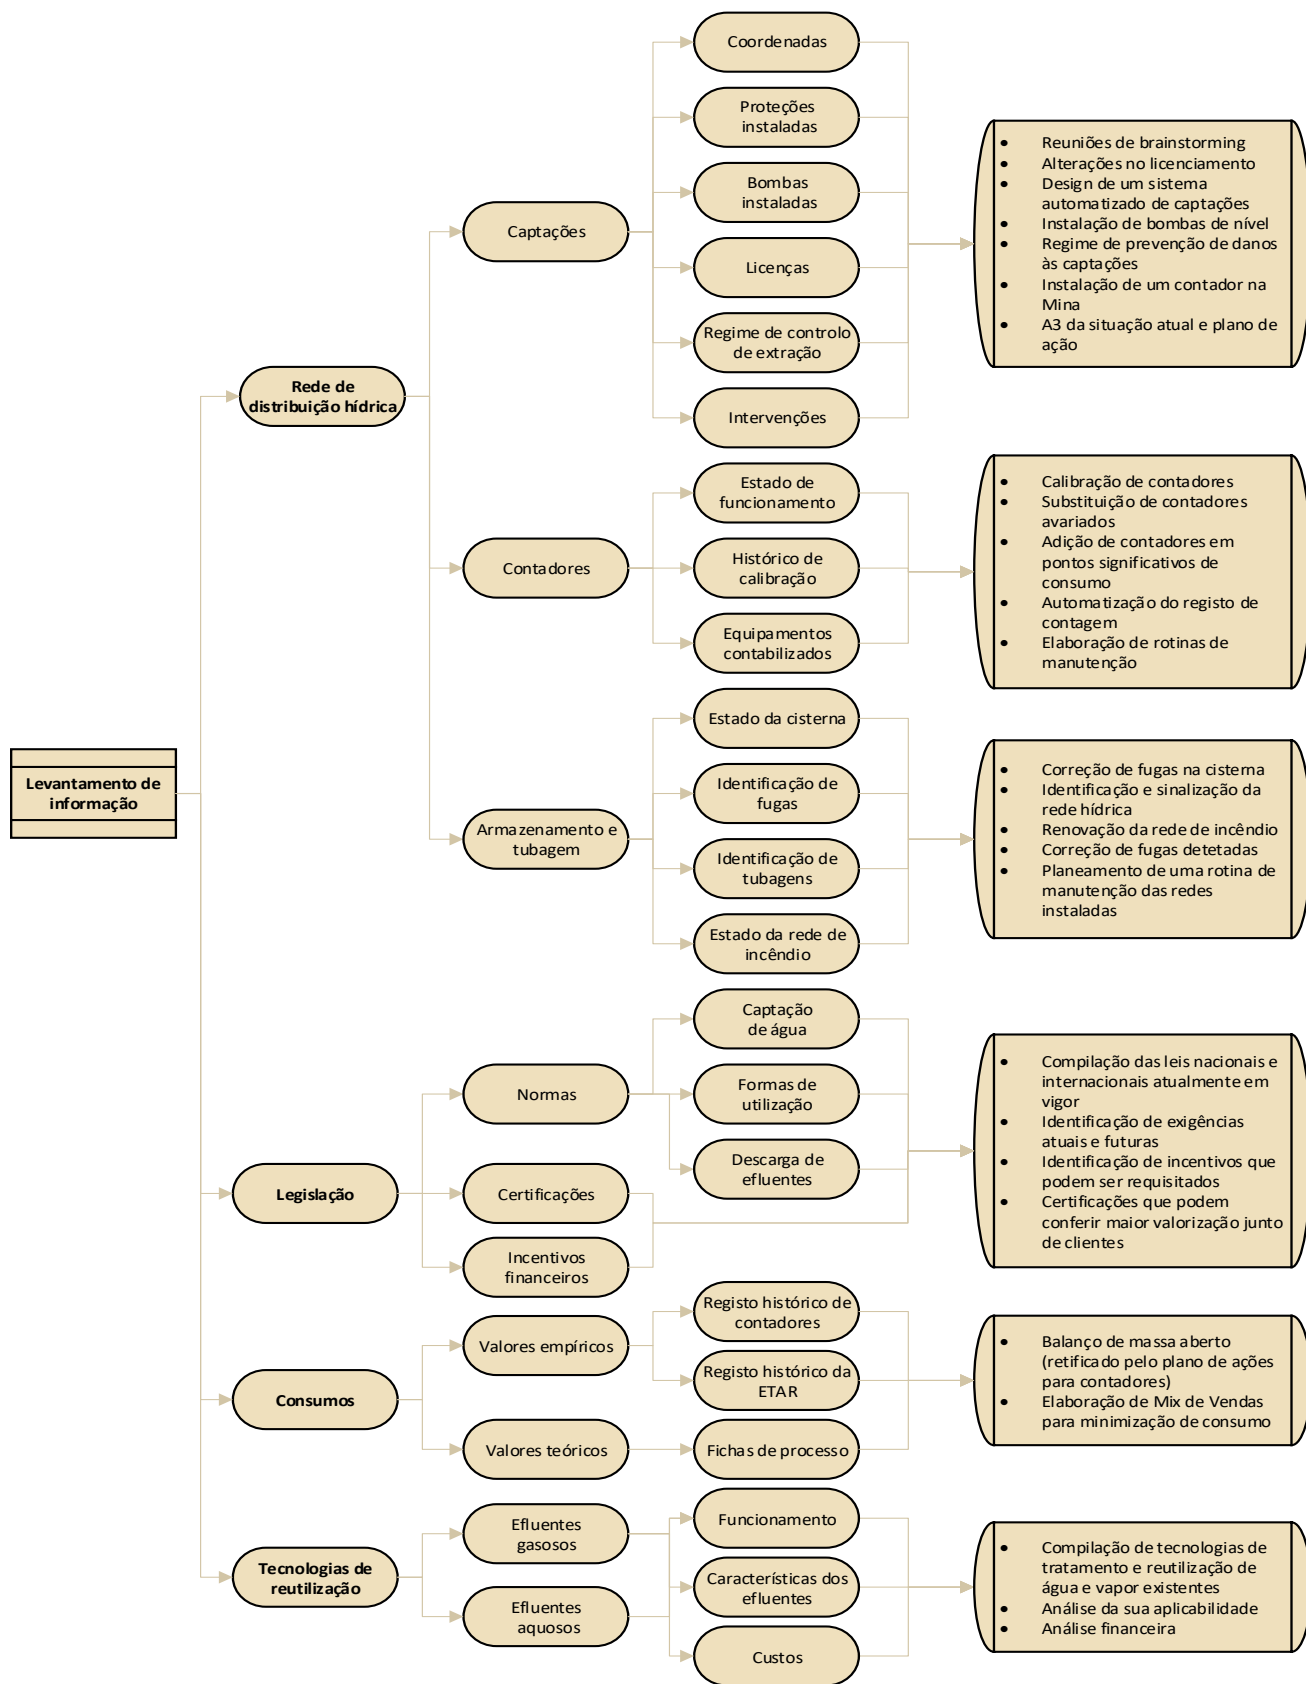 Levantamento de
informação
Rede de
distribuição hídrica
Captações
Coordenadas
Proteções
instaladas
Bombas
instaladas
Licenças
Regime de controlo
de extração
Intervenções
• Reuniões de brainstorming
• Alterações no licenciamento
• Design de um sistema
automatizado de captações
• Instalação de bombas de nível
• Regime de prevenção de danos
às captações
• Instalação de um contador na
Mina
• A3 da situação atual e plano de
ação
Contadores
Estado de
funcionamento
Histórico de
calibração
Equipamentos
contabilizados
• Calibração de contadores
• Substituição de contadores
avariados
• Adição de contadores em
pontos significativos de
consumo
• Automatização do registo de
contagem
• Elaboração de rotinas de
manutenção
Armazenamento e
tubagem
Estado da cisterna
Identificação de
fugas
Identificação de
tubagens
Estado da rede de
incêndio
• Correção de fugas na cisterna
• Identificação e sinalização da
rede hídrica
• Renovação da rede de incêndio
• Correção de fugas detetadas
• Planeamento de uma rotina de
manutenção das redes
instaladas
Legislação
Normas
Captação
de água
Formas de
utilização
Descarga de
efluentes
Certificações
Incentivos
financeiros
• Compilação das leis nacionais e
internacionais atualmente em
vigor
• Identificação de exigências
atuais e futuras
• Identificação de incentivos que
podem ser requisitados
• Certificações que podem
conferir maior valorização junto
de clientes
Consumos
Valores empíricos
Registo histórico de
contadores
Registo histórico da
ETAR
Valores teóricos
Fichas de processo
• Balanço de massa aberto
(retificado pelo plano de ações
para contadores)
• Elaboração de Mix de Vendas
para minimização de consumo
Tecnologias de
reutilização
Efluentes
gasosos
Efluentes
aquosos
Funcionamento
Características dos
efluentes
Custos
• Compilação de tecnologias de
tratamento e reutilização de
água e vapor existentes
• Análise da sua aplicabilidade
• Análise financeira